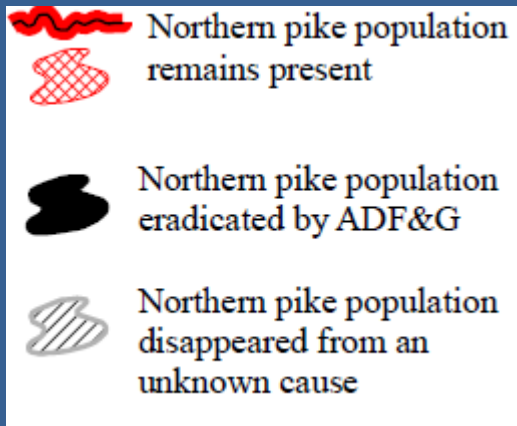 Northern pike population
remains present
Northern pike population
eradicated by ADF&G
Northern pike population
disappeared from an
unknown cause